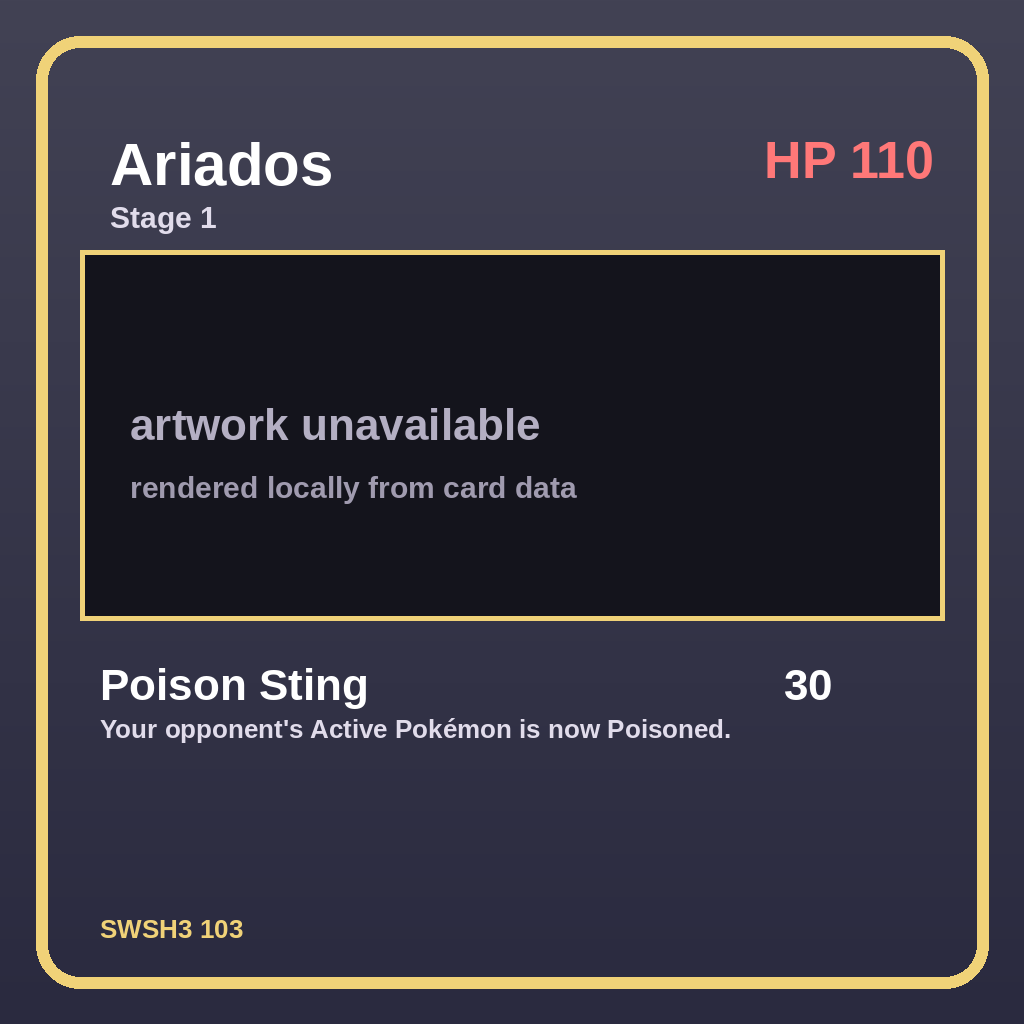 Ariados
HP 110
Stage 1
artwork unavailable
rendered locally from card data
Poison Sting
30
Your opponent's Active Pokémon is now Poisoned.
SWSH3 103